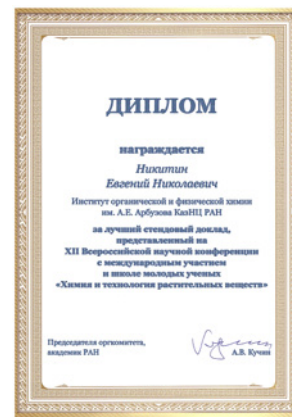 ДИПЛОМ
награждается
Никитин
Евгений Николаевич
Институт органической и физической химии
им. А.Е. Арбузова КазНЦ РАН
за лучший стендовый доклад,
представленный на
XII Всероссийской научной конференции
с международным участием
и школе молодых ученых
«Химия и технология растительных веществ»
Председатель оргкомитета,
академик РАН
А.В. Кучин